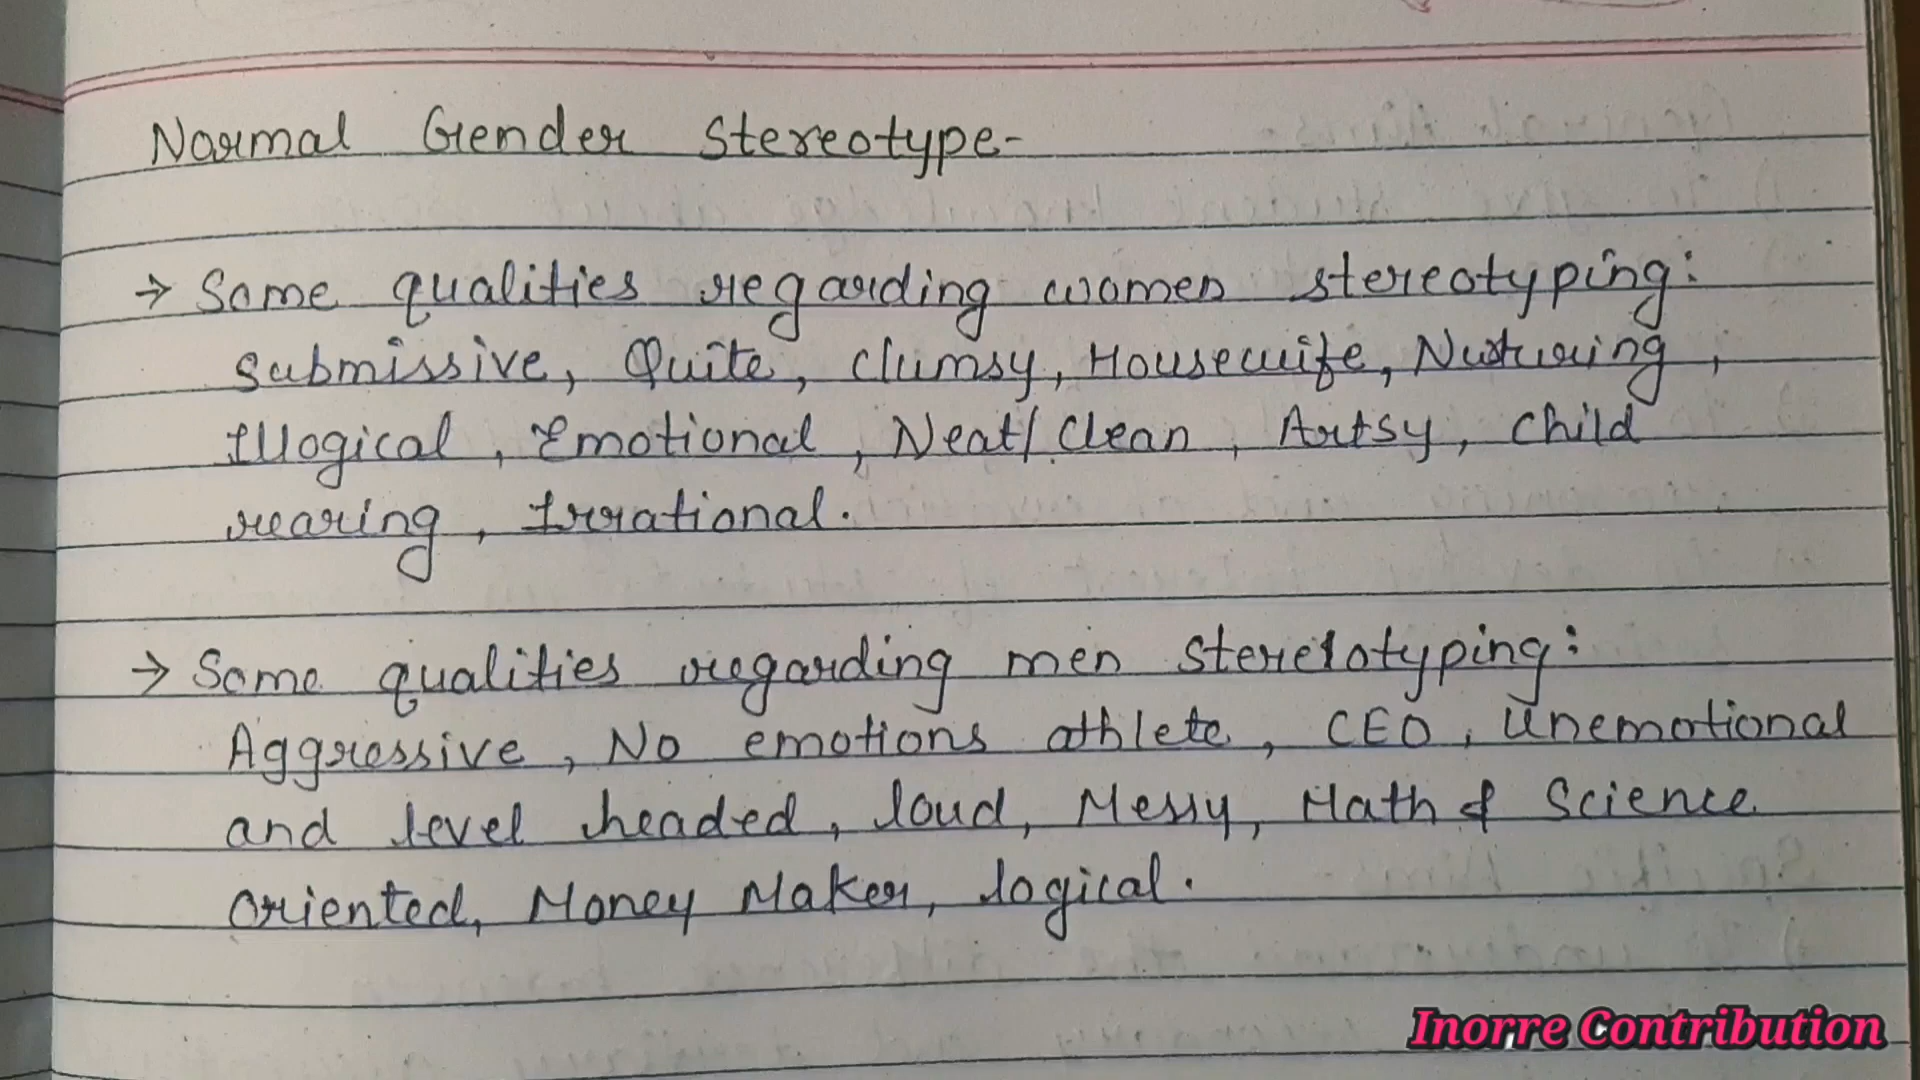 Normal Gender Stereotype-
→ Some qualities regarding women stereotyping:
Submissive, Quite, Clumsy, Housewife, Nurturing,
Illogical, Emotional, Neat/Clean, Artsy, Child
rearing, Irrational.
→ Some qualities regarding men stereiotyping:
Aggressive, No emotions athlete, CEO, Unemotional
and level headed, loud, Messy, Math & Science
oriented, Money Maker, logical.
Inorre Contribution